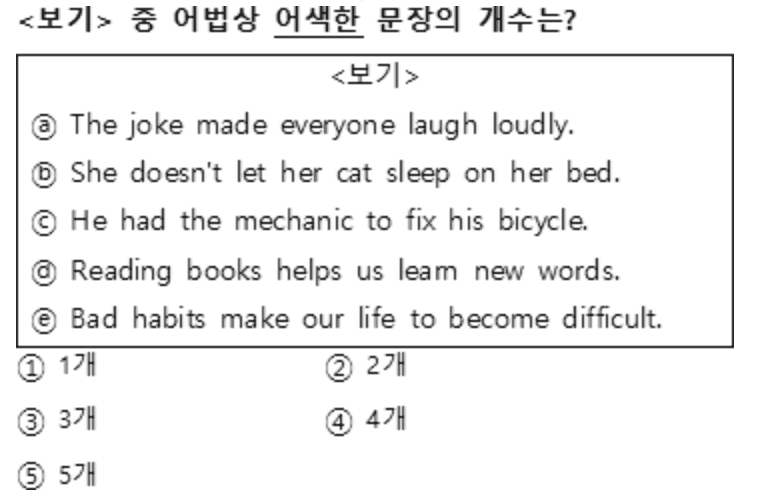 <보기> 중 어법상 어색한 문장의 개수는?
<보기>
ⓐ The joke made everyone laugh loudly.
ⓑ She doesn't let her cat sleep on her bed.
ⓒ He had the mechanic to fix his bicycle.
ⓓ Reading books helps us learn new words.
ⓔ Bad habits make our life to become difficult.
① 1개 ② 2개
③ 3개 ④ 4개
⑤ 5개